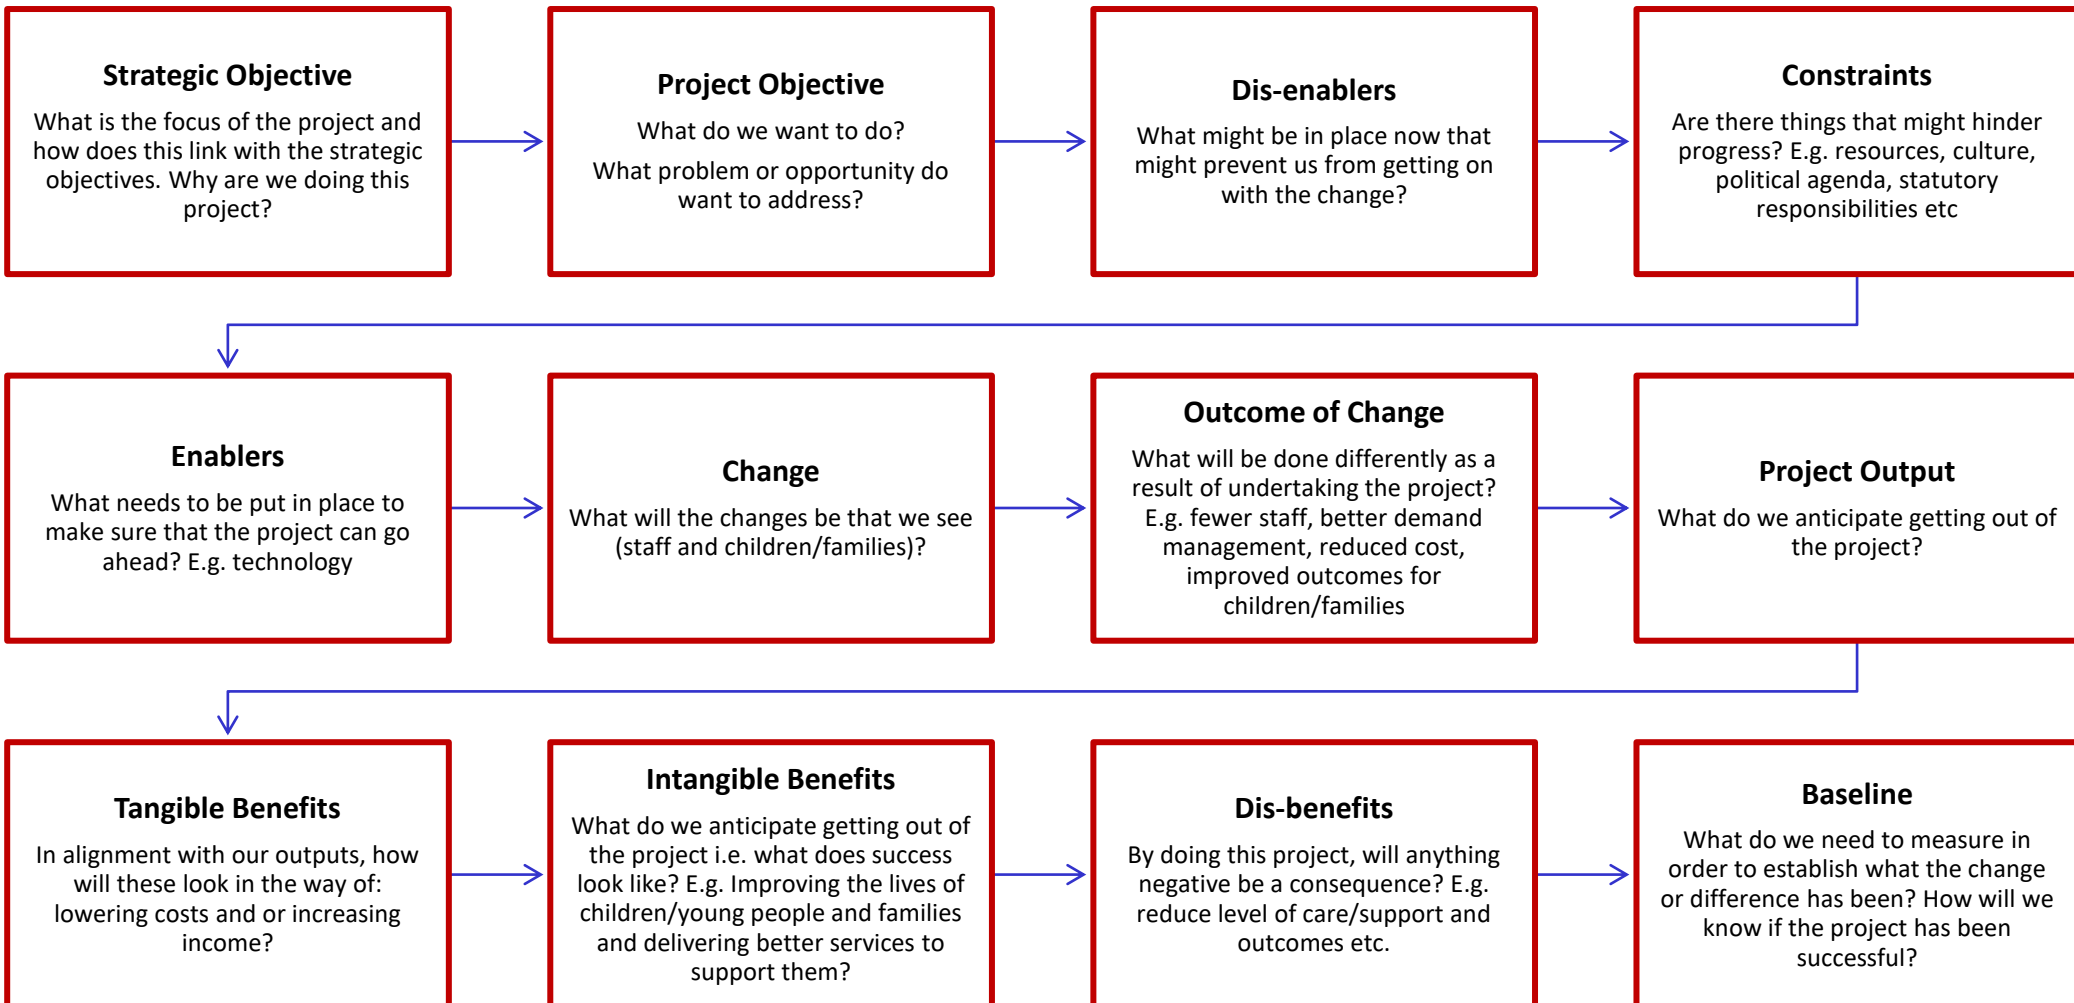 Strategic Objective
What is the focus of the project and
how does this link with the strategic
objectives. Why are we doing this
project?
Project Objective
What do we want to do?
What problem or opportunity do
want to address?
Dis-enablers
What might be in place now that
might prevent us from getting on
with the change?
Constraints
Are there things that might hinder
progress? E.g. resources, culture,
political agenda, statutory
responsibilities etc
Enablers
What needs to be put in place to
make sure that the project can go
ahead? E.g. technology
Change
What will the changes be that we see
(staff and children/families)?
Outcome of Change
What will be done differently as a
result of undertaking the project?
E.g. fewer staff, better demand
management, reduced cost,
improved outcomes for
children/families
Project Output
What do we anticipate getting out of
the project?
Tangible Benefits
In alignment with our outputs, how
will these look in the way of:
lowering costs and or increasing
income?
Intangible Benefits
What do we anticipate getting out of
the project i.e. what does success
look like? E.g. Improving the lives of
children/young people and families
and delivering better services to
support them?
Dis-benefits
By doing this project, will anything
negative be a consequence? E.g.
reduce level of care/support and
outcomes etc.
Baseline
What do we need to measure in
order to establish what the change
or difference has been? How will we
know if the project has been
successful?